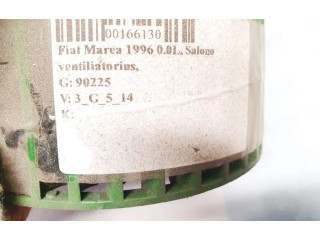 00166130
Fiat Marea 1996 0.0L, Salono
ventiliatorius,
G: 90225
V: 3_G_5_14
K: